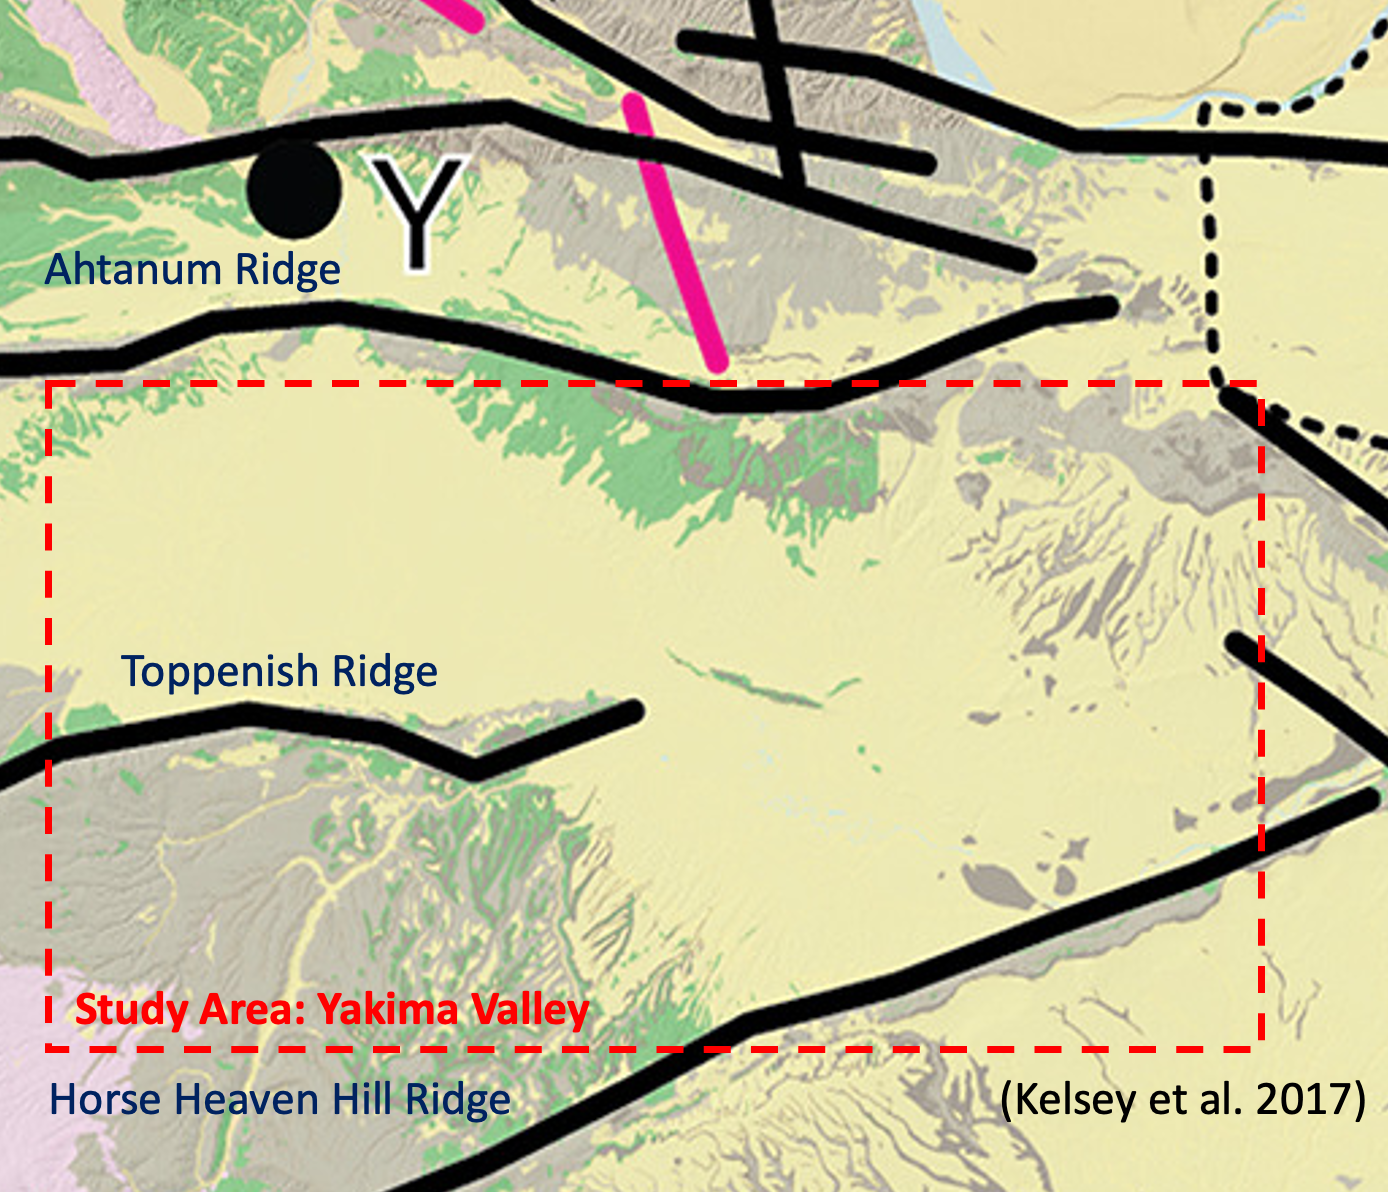 Y
Ahtanum Ridge
Toppenish Ridge
Study Area: Yakima Valley
Horse Heaven Hill Ridge
(Kelsey et al. 2017)